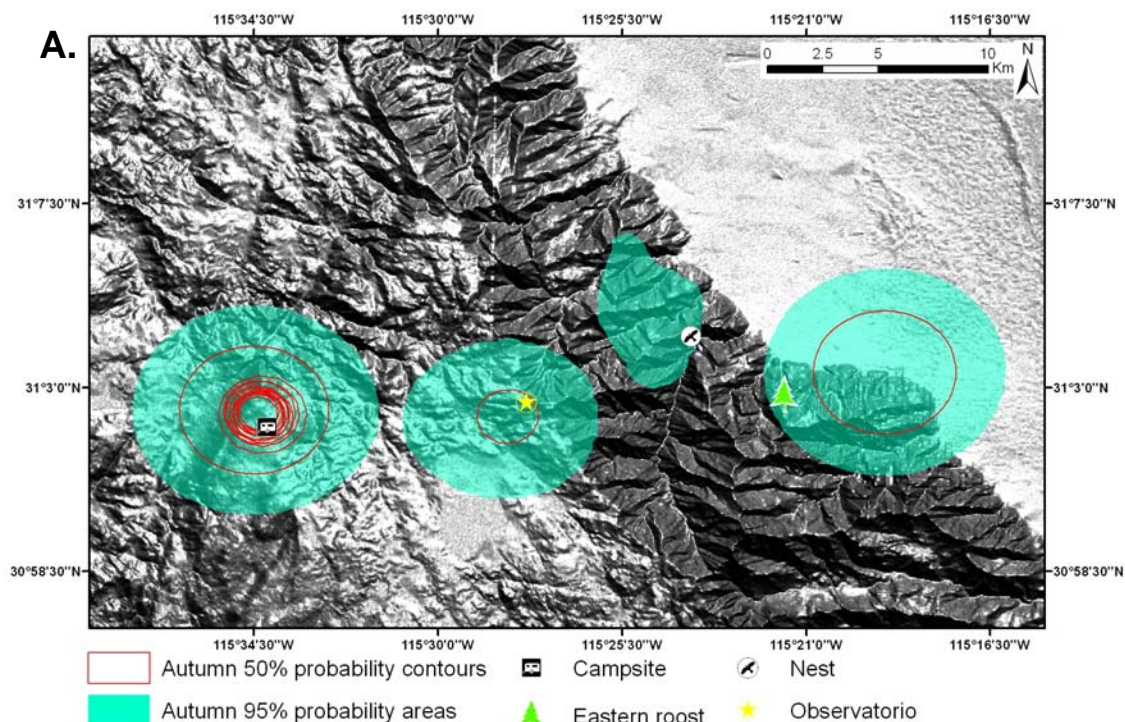 A.
115°34'30"W 115°30'0"W 115°25'30"W 115°21'0"W 115°16'30"W
0 2.5 5 10
Km
N
31°7'30"N 31°7'30"N
31°3'0"N 31°3'0"N
30°58'30"N 30°58'30"N
115°34'30"W 115°30'0"W 115°25'30"W 115°21'0"W 115°16'30"W
Autumn 50% probability contours Campsite Nest
Autumn 95% probability areas Eastern roost Observatorio